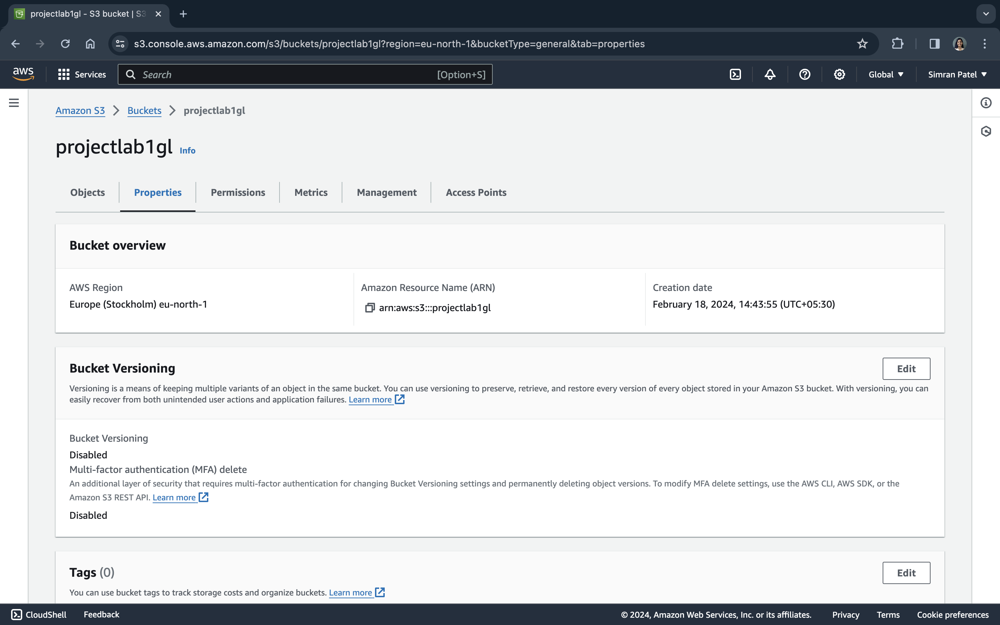 projectlab1gl - S3 bucket | S3
s3.console.aws.amazon.com/s3/buckets/projectlab1gl?region=eu-north-1&bucketType=general&tab=properties
aws
Services
Search
[Option+S]
Global
Simran Patel
Amazon S3
Buckets
projectlab1gl
projectlab1gl Info
Objects
Properties
Permissions
Metrics
Management
Access Points
Bucket overview
AWS Region
Europe (Stockholm) eu-north-1
Amazon Resource Name (ARN)
arn:aws:s3:::projectlab1gl
Creation date
February 18, 2024, 14:43:55 (UTC+05:30)
Bucket Versioning
Edit
Versioning is a means of keeping multiple variants of an object in the same bucket. You can use versioning to preserve, retrieve, and restore every version of every object stored in your Amazon S3 bucket. With versioning, you can
easily recover from both unintended user actions and application failures. Learn more
Bucket Versioning
Disabled
Multi-factor authentication (MFA) delete
An additional layer of security that requires multi-factor authentication for changing Bucket Versioning settings and permanently deleting object versions. To modify MFA delete settings, use the AWS CLI, AWS SDK, or the
Amazon S3 REST API. Learn more
Disabled
Tags (0)
Edit
You can use bucket tags to track storage costs and organize buckets. Learn more
CloudShell
Feedback
© 2024, Amazon Web Services, Inc. or its affiliates.
Privacy
Terms
Cookie preferences